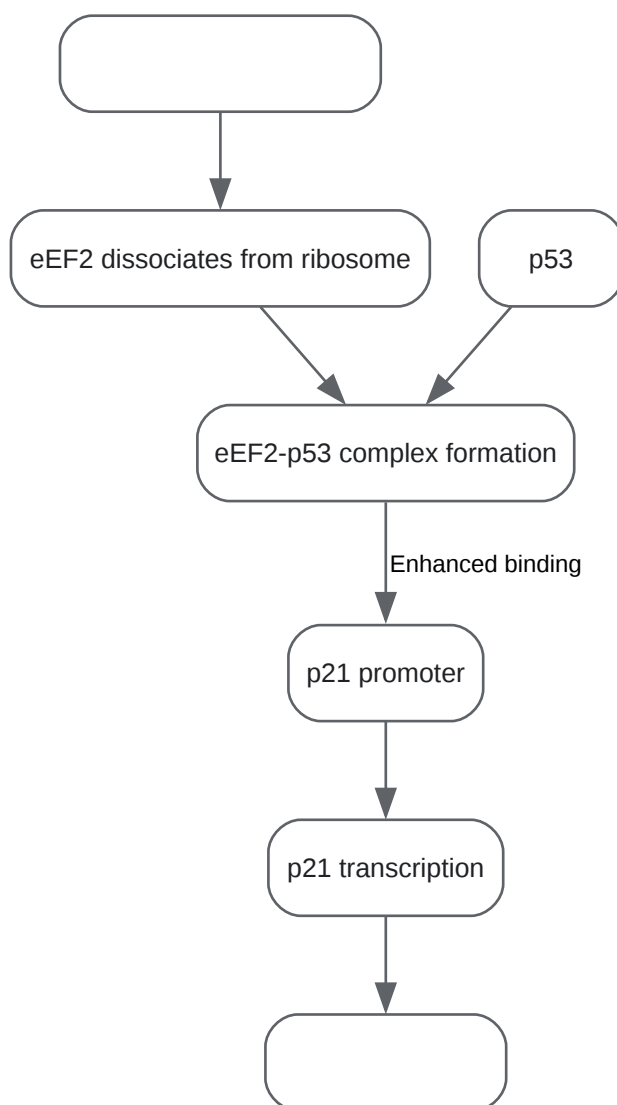 eEF2 dissociates from ribosome
p53
eEF2-p53 complex formation
Enhanced binding
p21 promoter
p21 transcription